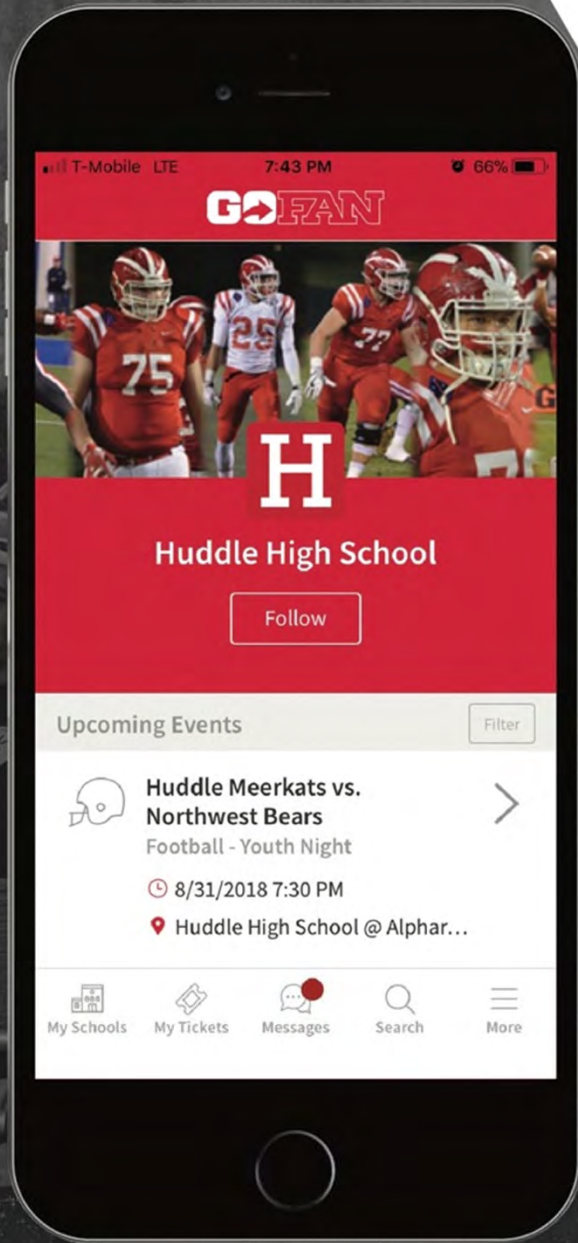 T-Mobile LTE 7:43 PM 66%
GOFAN
75
25
77
7
G
H
Huddle High School
Follow
Upcoming Events
Filter
Huddle Meerkats vs.
Northwest Bears
Football - Youth Night
8/31/2018 7:30 PM
Huddle High School @ Alphar...
My Schools My Tickets Messages Search More